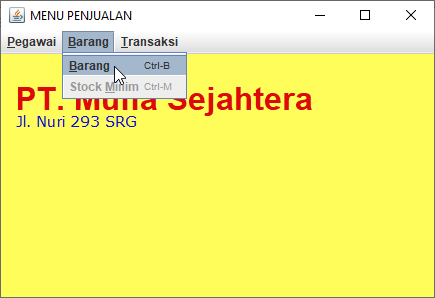 MENU PENJUALAN
Pegawai Barang Transaksi
Barang Ctrl-B
Stock Minim Ctrl-M
PT. Mulia Sejahtera
Jl. Nuri 293 SRG